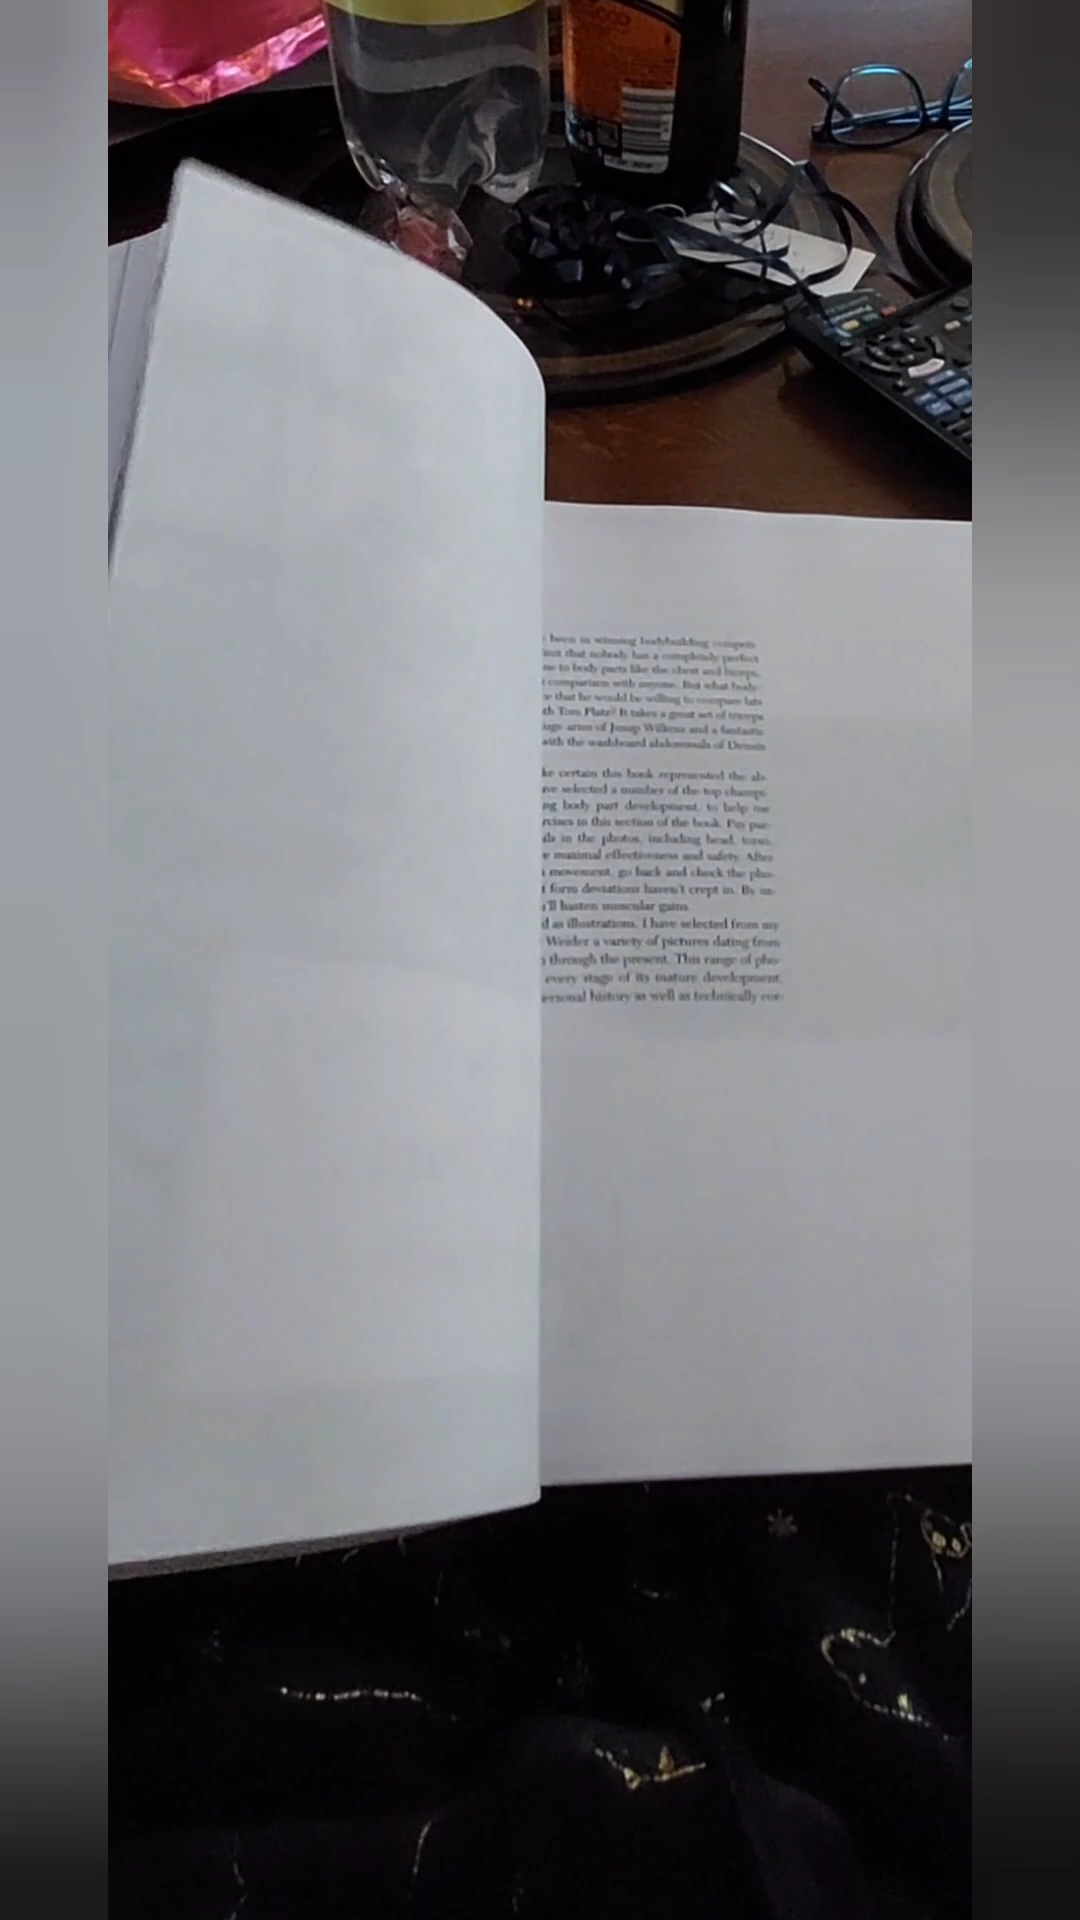 been in winning bodybuilding competi-
that nobody has a completely perfect
to body parts like the chest and biceps,
comparison with anyone. But what body-
that he would be willing to compare lats
Tom Platz? It takes a great set of triceps
arms of Jusup Wilkosz and a fantastic
with the washboard abdominals of Dennis
certain this book represented the ab-
selected a number of the top champi-
body part development, to help me
in this section of the book. Pay par-
in the photos, including head, torso,
maximal effectiveness and safety. After
movement, go back and check the pho-
form deviations haven't crept in. By us-
hasten muscular gains.
as illustrations, I have selected from my
Weider a variety of pictures dating from
through the present. This range of pho-
every stage of its mature development,
history as well as technically cor-
Panasonic